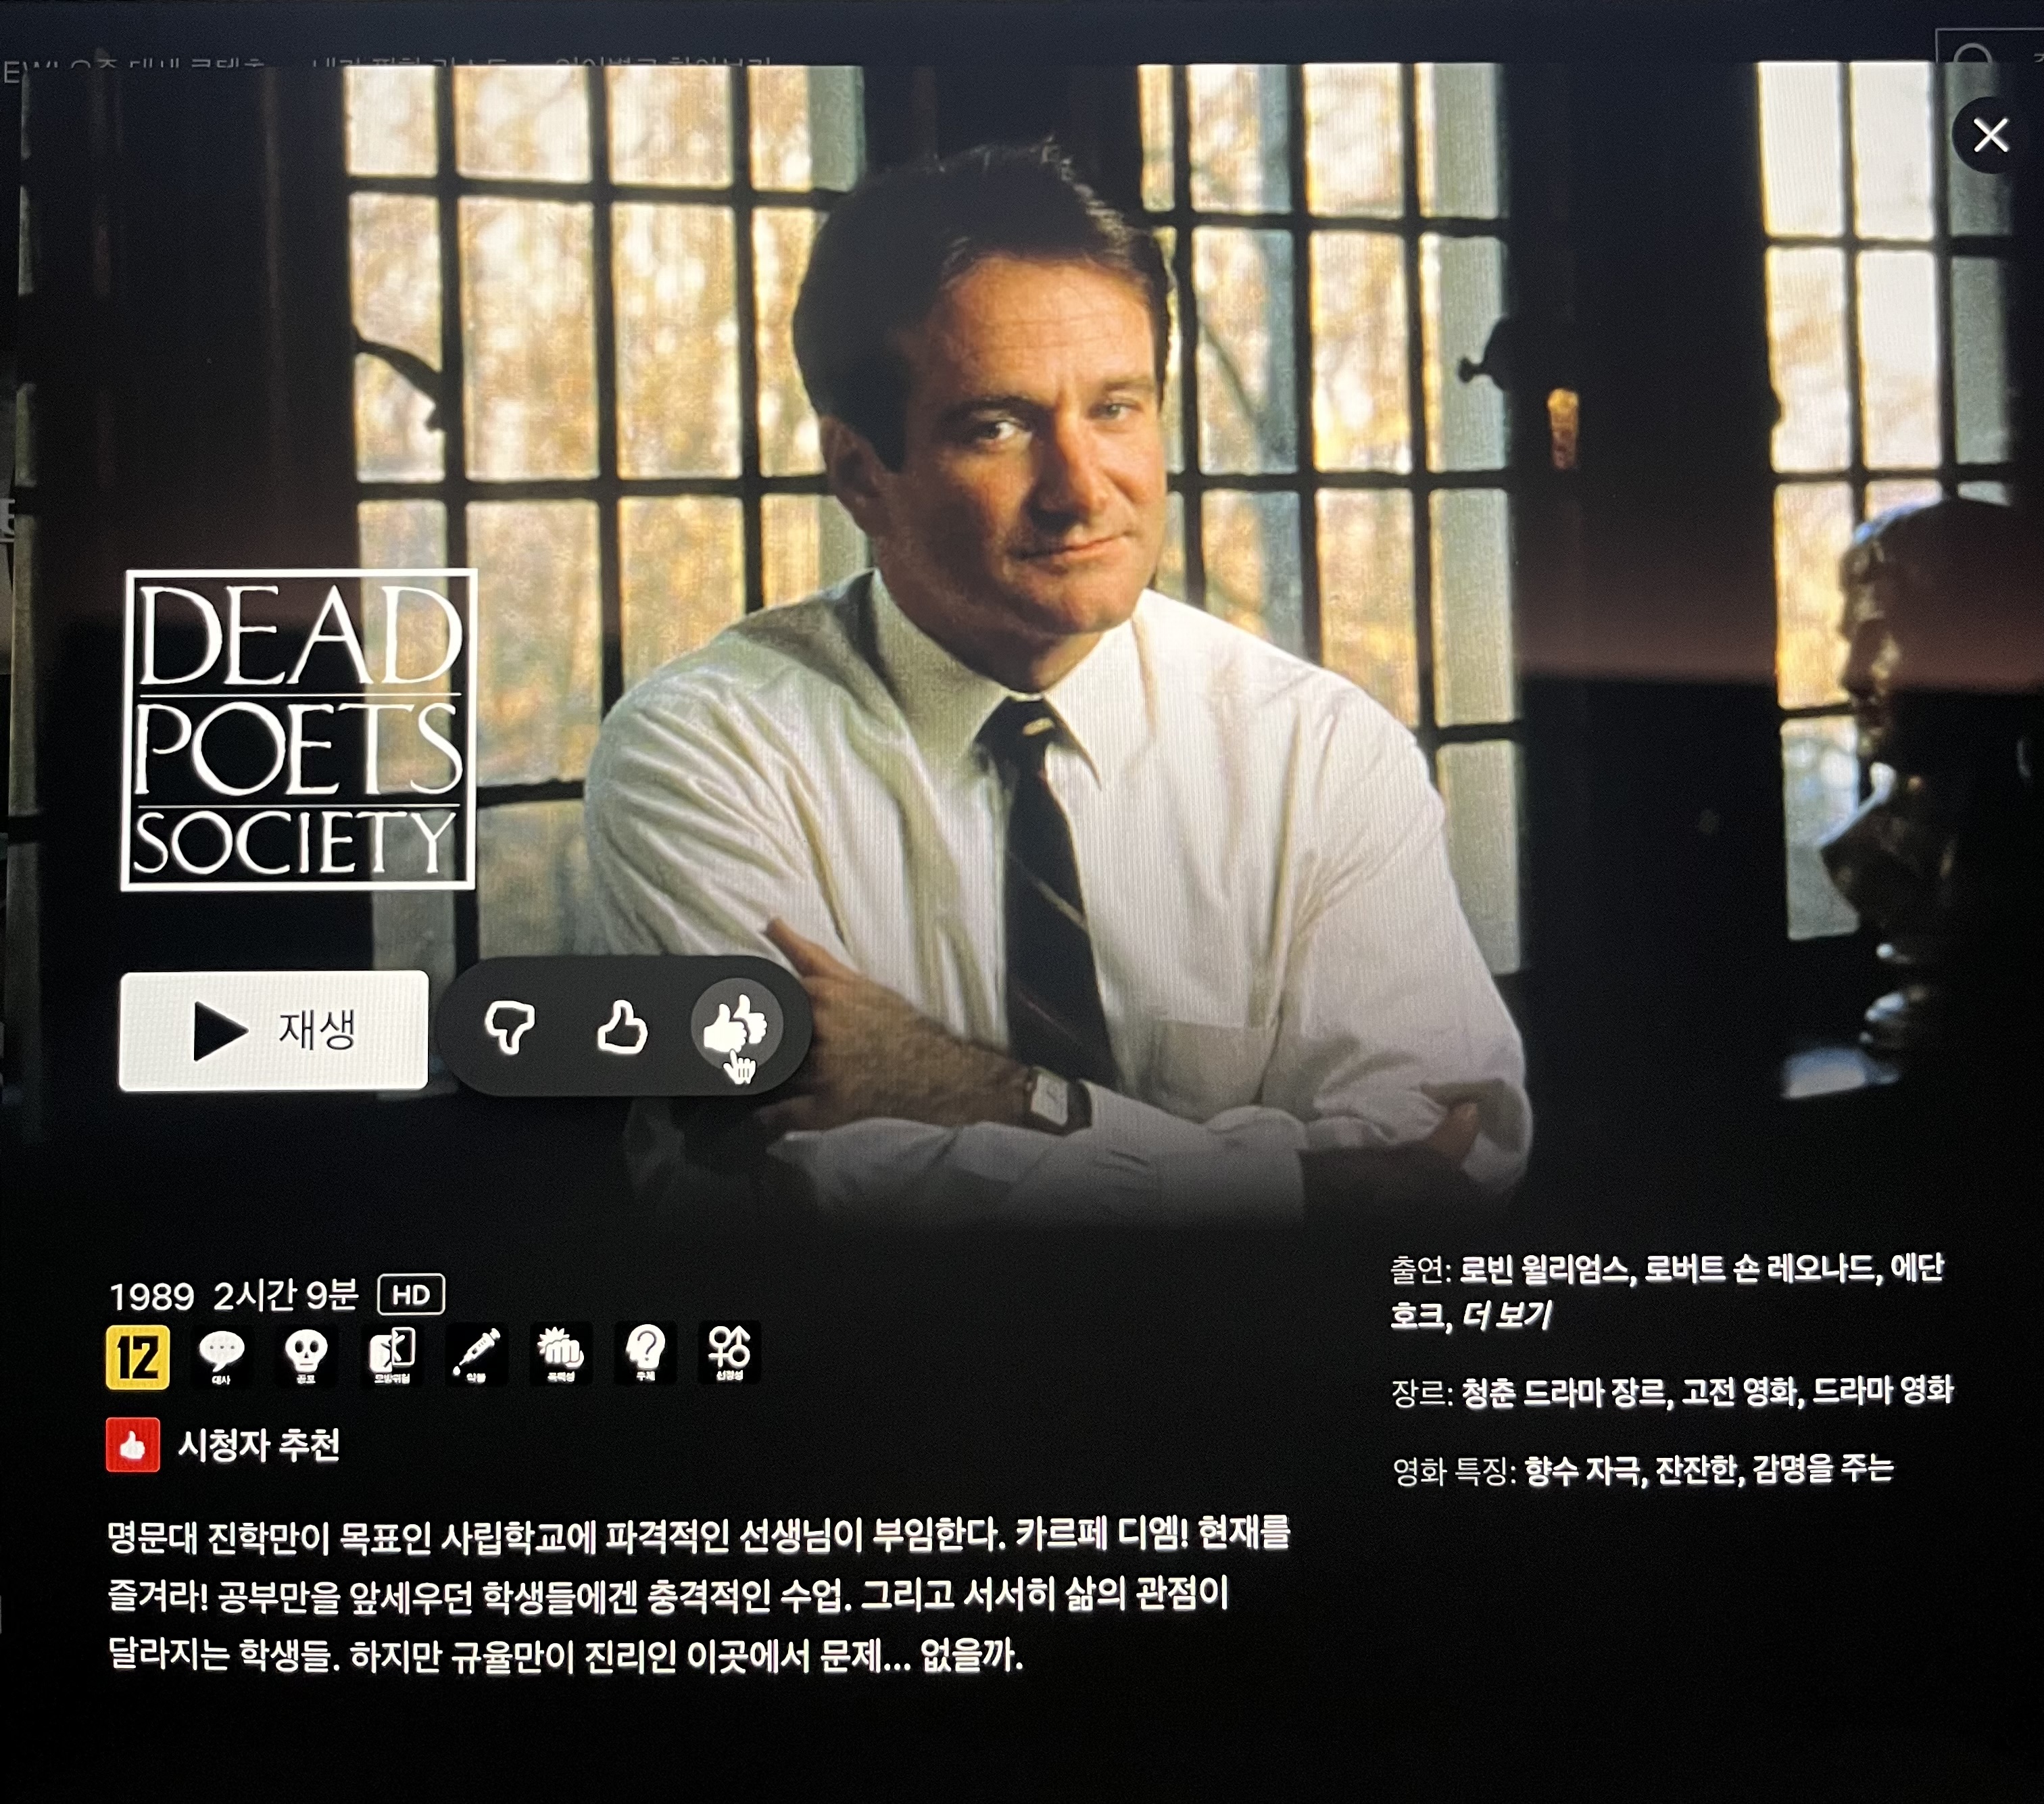 DEAD
POETS
SOCIETY
재생
1989 2시간 9분 HD
12
대사 공포 모방위험 약물 폭력성 주제 선정성
시청자 추천
명문대 진학만이 목표인 사립학교에 파격적인 선생님이 부임한다. 카르페 디엠! 현재를
즐겨라! 공부만을 앞세우던 학생들에겐 충격적인 수업. 그리고 서서히 삶의 관점이
달라지는 학생들. 하지만 규율만이 진리인 이곳에서 문제... 없을까.
출연: 로빈 윌리엄스, 로버트 숀 레오나드, 에단
호크, 더 보기
장르: 청춘 드라마 장르, 고전 영화, 드라마 영화
영화 특징: 향수 자극, 잔잔한, 감명을 주는